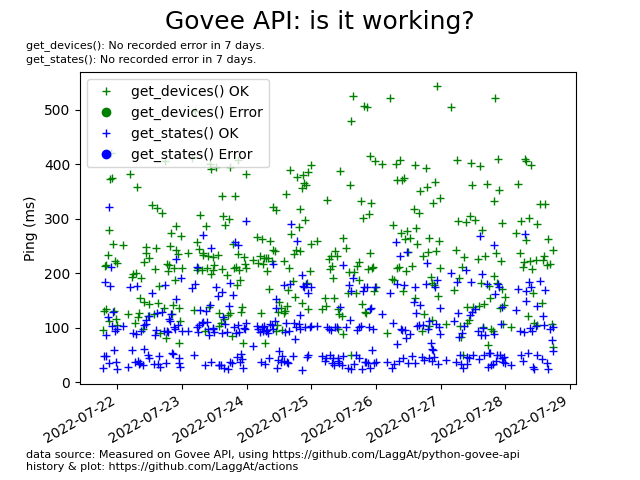 Govee API: is it working?
get_devices(): No recorded error in 7 days.
get_states(): No recorded error in 7 days.
get_devices() OK
get_devices() Error
get_states() OK
get_states() Error
Ping (ms)
500
400
300
200
100
0
2022-07-22
2022-07-23
2022-07-24
2022-07-25
2022-07-26
2022-07-27
2022-07-28
2022-07-29
data source: Measured on Govee API, using https://github.com/LaggAt/python-govee-api
history & plot: https://github.com/LaggAt/actions